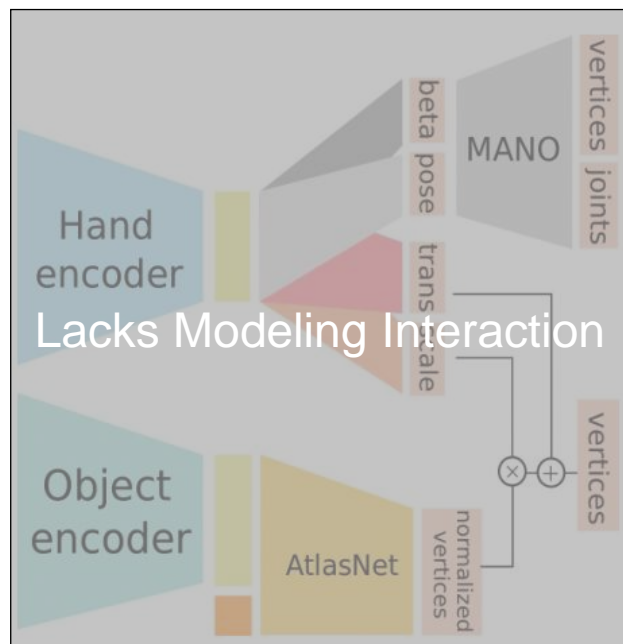 beta
pose
MANO
vertices
joints
Hand
encoder
trans
scale
Lacks Modeling Interaction
vertices
Object
encoder
AtlasNet
normalized
vertices